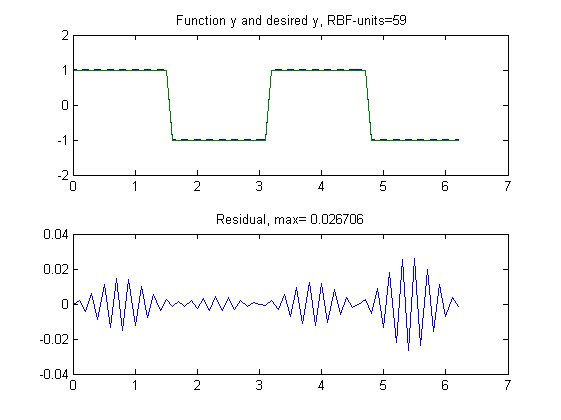 Function y and desired y, RBF-units=59
2
1
0
-1
-2
0 1 2 3 4 5 6 7
Residual, max= 0.026706
0.04
0.02
0
-0.02
-0.04
0 1 2 3 4 5 6 7